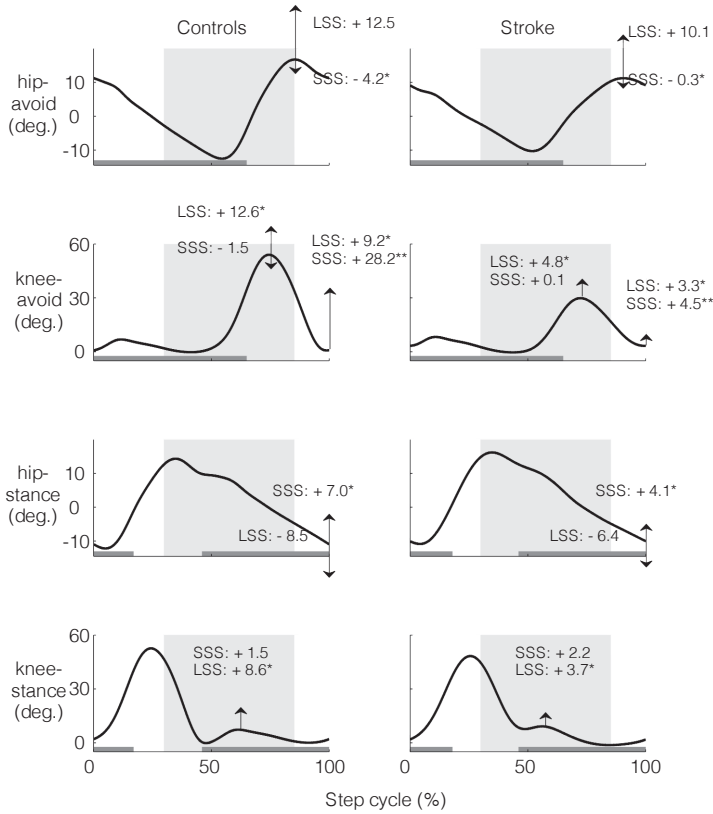 Controls
Stroke
LSS: + 12.5
SSS: - 4.2*
LSS: + 10.1
SSS: - 0.3*
hip-
avoid
(deg.)
10
0
-10
LSS: + 12.6*
SSS: - 1.5
LSS: + 9.2*
SSS: + 28.2**
LSS: + 4.8*
SSS: + 0.1
LSS: + 3.3*
SSS: + 4.5**
knee-
avoid
(deg.)
60
30
0
hip-
stance
(deg.)
10
0
-10
SSS: + 7.0*
LSS: - 8.5
SSS: + 4.1*
LSS: - 6.4
knee-
stance
(deg.)
60
30
0
SSS: + 1.5
LSS: + 8.6*
SSS: + 2.2
LSS: + 3.7*
0 50 100
0 50 100
Step cycle (%)